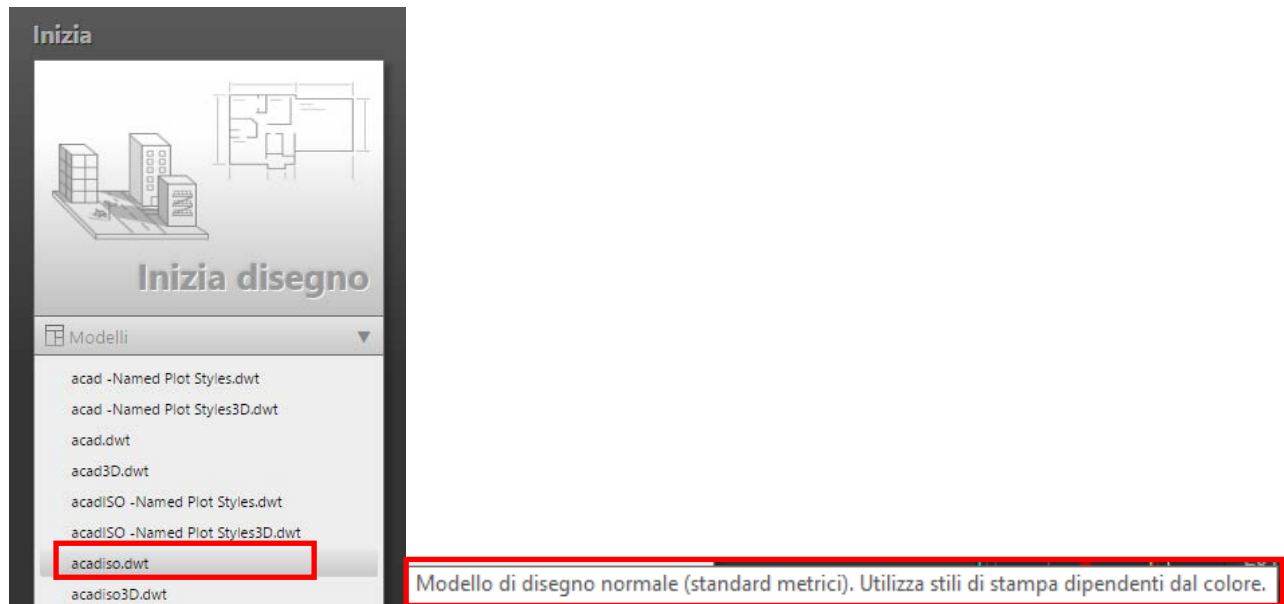 Inizia
Inizia disegno
Modelli
acad -Named Plot Styles.dwt
acad -Named Plot Styles3D.dwt
acad.dwt
acad3D.dwt
acadISO -Named Plot Styles.dwt
acadISO -Named Plot Styles3D.dwt
acadiso.dwt
acadiso3D.dwt
Modello di disegno normale (standard metrici). Utilizza stili di stampa dipendenti dal colore.